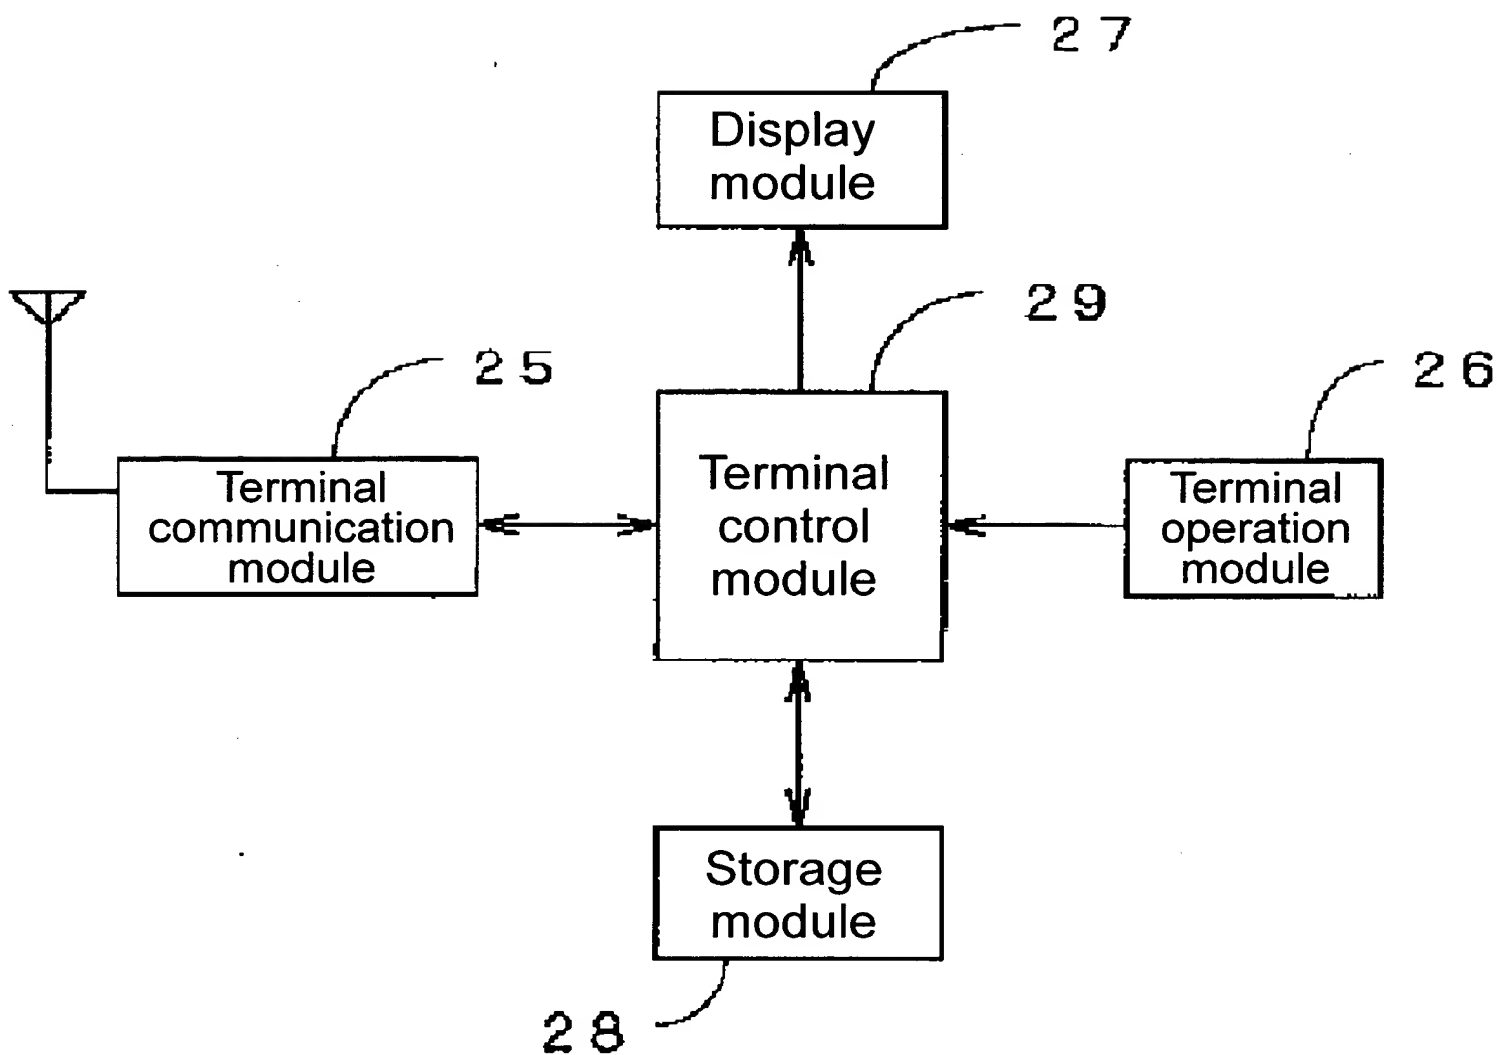 27
Display
module
29
25
26
Terminal
communication
module
Terminal
control
module
Terminal
operation
module
Storage
module
28